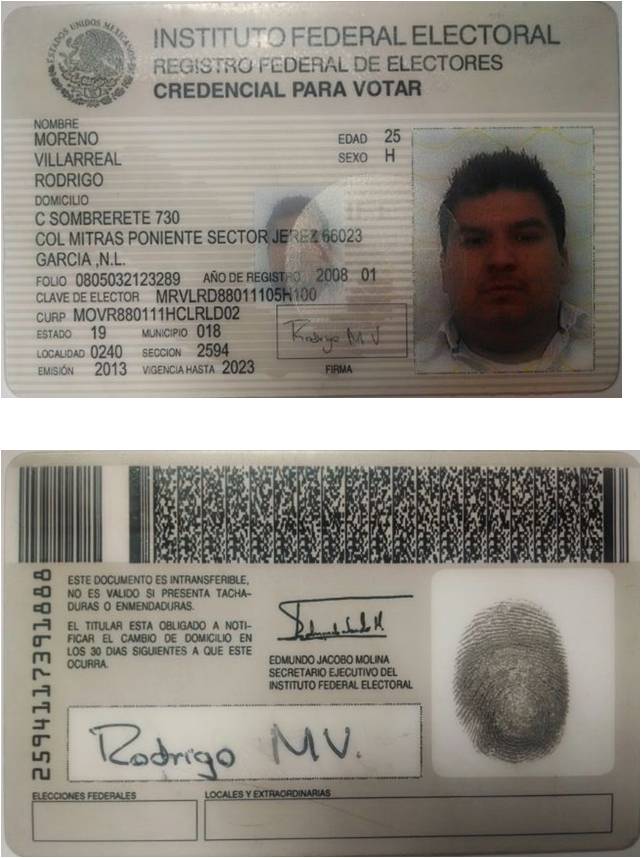 ESTADOS UNIDOS MEXICANOS
INSTITUTO FEDERAL ELECTORAL
REGISTRO FEDERAL DE ELECTORES
CREDENCIAL PARA VOTAR
NOMBRE
MORENO
VILLARREAL
RODRIGO
EDAD 25
SEXO H
DOMICILIO
C SOMBRERETE 730
COL MITRAS PONIENTE SECTOR JEREZ 66023
GARCIA ,N.L.
FOLIO 0805032123289 AÑO DE REGISTRO 2008 01
CLAVE DE ELECTOR MRVLRD88011105H100
CURP MOVR880111HCLRLD02
ESTADO 19 MUNICIPIO 018
LOCALIDAD 0240 SECCION 2594
EMISIÓN 2013 VIGENCIA HASTA 2023
Rodrigo M V
FIRMA
2594117391888
ESTE DOCUMENTO ES INTRANSFERIBLE,
NO ES VALIDO SI PRESENTA TACHA-
DURAS O ENMENDADURAS.
EL TITULAR ESTA OBLIGADO A NOTI-
FICAR EL CAMBIO DE DOMICILIO EN
LOS 30 DIAS SIGUIENTES A QUE ESTE
OCURRA.
EDMUNDO JACOBO MOLINA
SECRETARIO EJECUTIVO DEL
INSTITUTO FEDERAL ELECTORAL
Rodrigo MV.
ELECCIONES FEDERALES
LOCALES Y EXTRAORDINARIAS